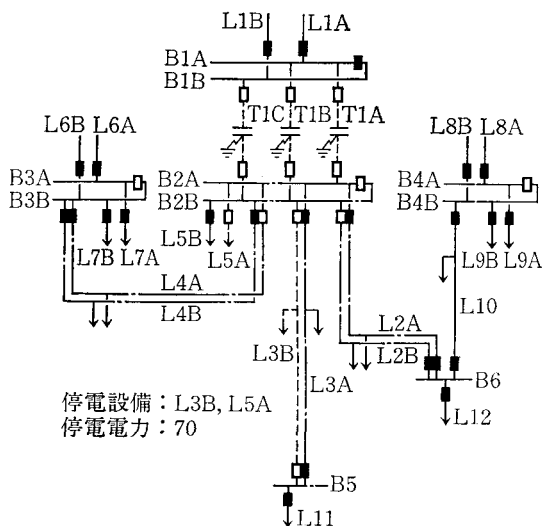 L1B L1A
B1A
B1B
T1C T1B T1A
L6B L6A
L8B L8A
B3A
B3B
B2A
B2B
B4A
B4B
L5B
L5A
L7B L7A
L9B L9A
L4A
L4B
L10
L2A
L2B
L3B
L3A
B6
L12
停電設備：L3B, L5A
停電電力：70
B5
L11